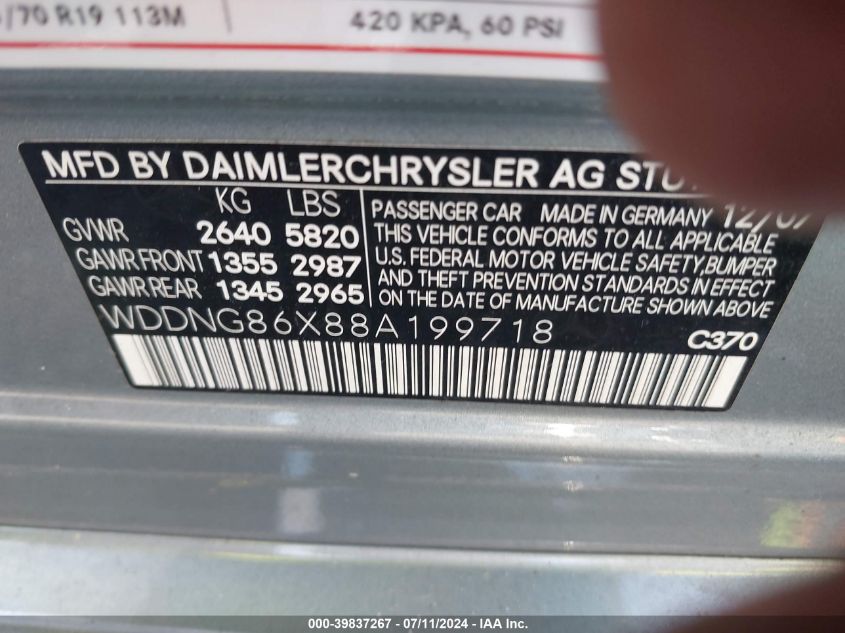 /70 R19 113M 420 KPA, 60 PSI
MFD BY DAIMLERCHRYSLER AG
KG LBS
GVWR 2640 5820
GAWR FRONT 1355 2987
GAWR REAR 1345 2965
PASSENGER CAR MADE IN GERMANY 12/07
THIS VEHICLE CONFORMS TO ALL APPLICABLE
U.S. FEDERAL MOTOR VEHICLE SAFETY, BUMPER
AND THEFT PREVENTION STANDARDS IN EFFECT
ON THE DATE OF MANUFACTURE SHOWN ABOVE
WDDNG86X88A199718 C370
000-39837267 - 07/11/2024 - IAA Inc.